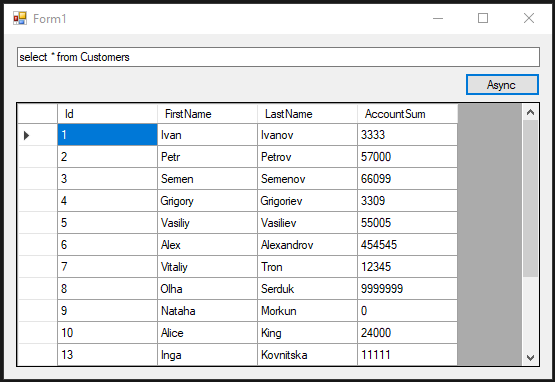 Form1
select * from Customers
Async
Id FirstName LastName AccountSum
1 Ivan Ivanov 3333
2 Petr Petrov 57000
3 Semen Semenov 66099
4 Grigory Grigoriev 3309
5 Vasiliy Vasiliev 55005
6 Alex Alexandrov 454545
7 Vitaliy Tron 12345
8 Olha Serduk 9999999
9 Nataha Morkun 0
10 Alice King 24000
13 Inga Kovnitska 11111